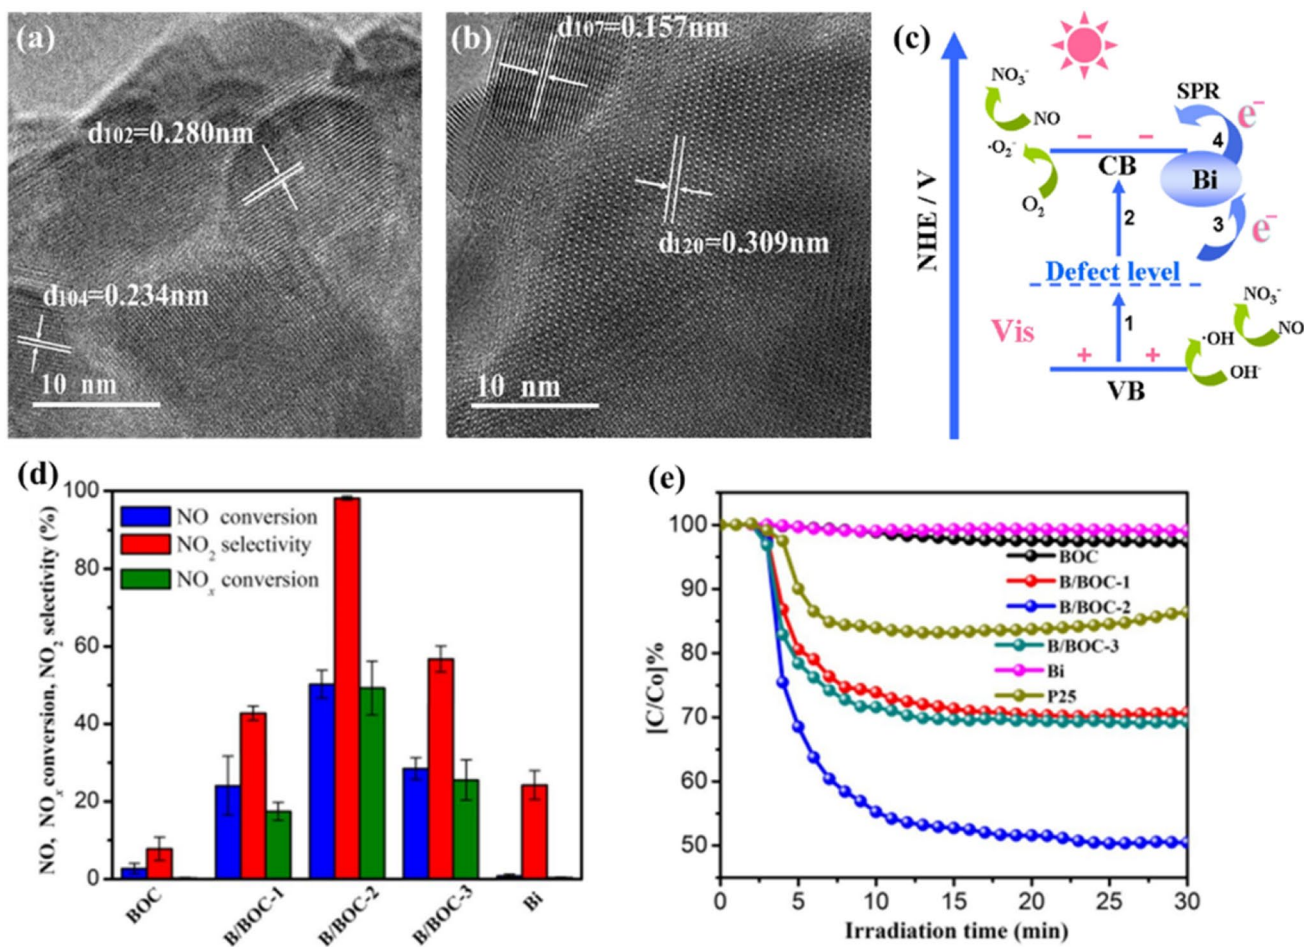 (a)
d₁₀₂=0.280nm
d₁₀₄=0.234nm
10 nm
(b)
d₁₀₇=0.157nm
d₁₂₀=0.309nm
10 nm
(c)
NHE / V
NO₃⁻
NO
·O₂⁻
O₂
SPR
e⁻
4
CB
Bi
2
3
e⁻
Defect level
Vis
1
NO₃⁻
NO
·OH
OH⁻
VB
(d)
NO, NOₓ conversion, NO₂ selectivity (%)
100
80
60
40
20
0
NO conversion
NO₂ selectivity
NOₓ conversion
BOC
B/BOC-1
B/BOC-2
B/BOC-3
Bi
(e)
[C/Co]%
100
90
80
70
60
50
BOC
B/BOC-1
B/BOC-2
B/BOC-3
Bi
P25
0 5 10 15 20 25 30
Irradiation time (min)